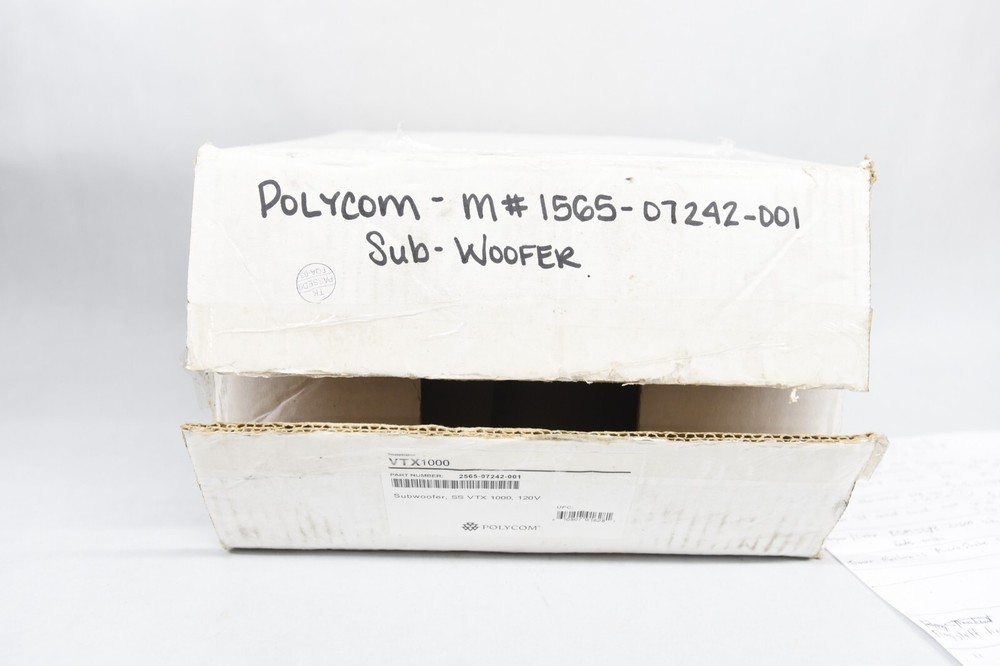 POLYCOM - M# 1565-07242-001
Sub-WOOFER
VTX1000
PART NUMBER: 2565-07242-001
Subwoofer, SS VTX 1000, 120V
UPC
POLYCOM